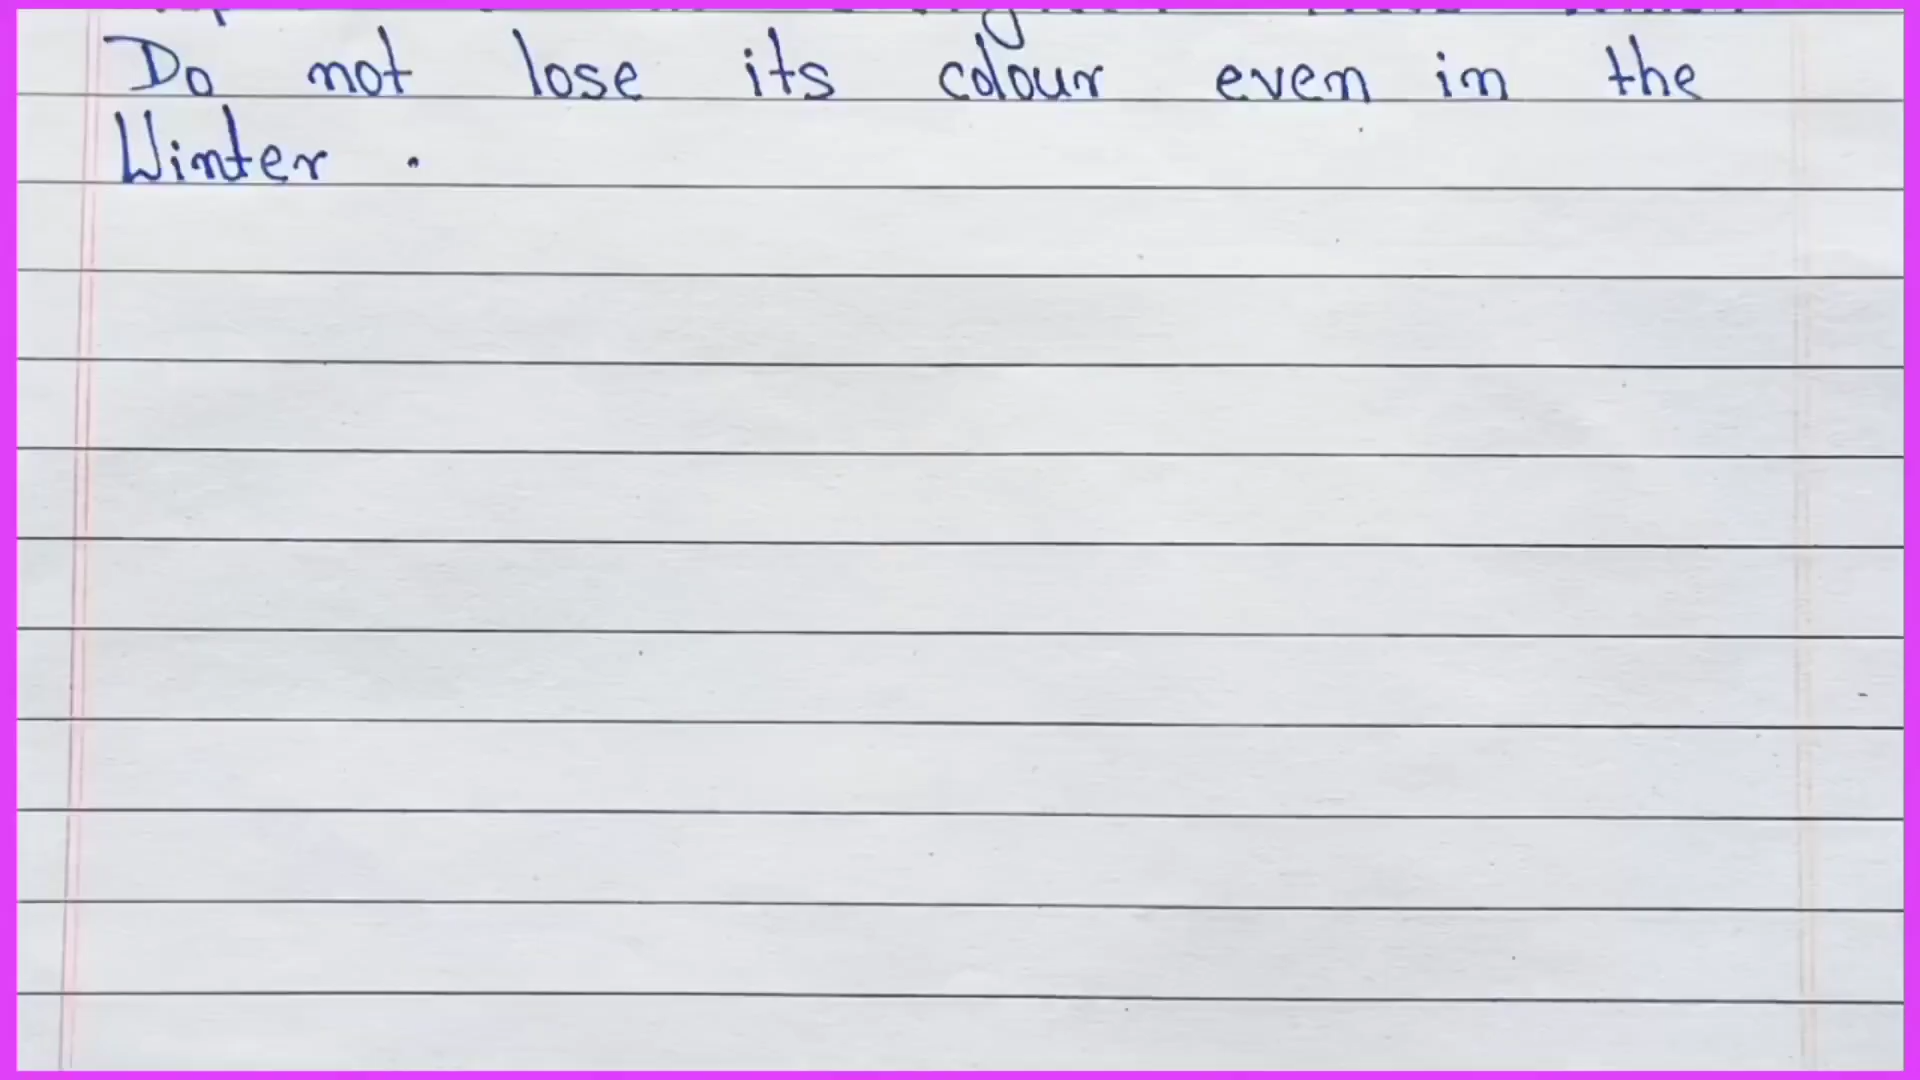 Do not lose its colour even in the
Winter .